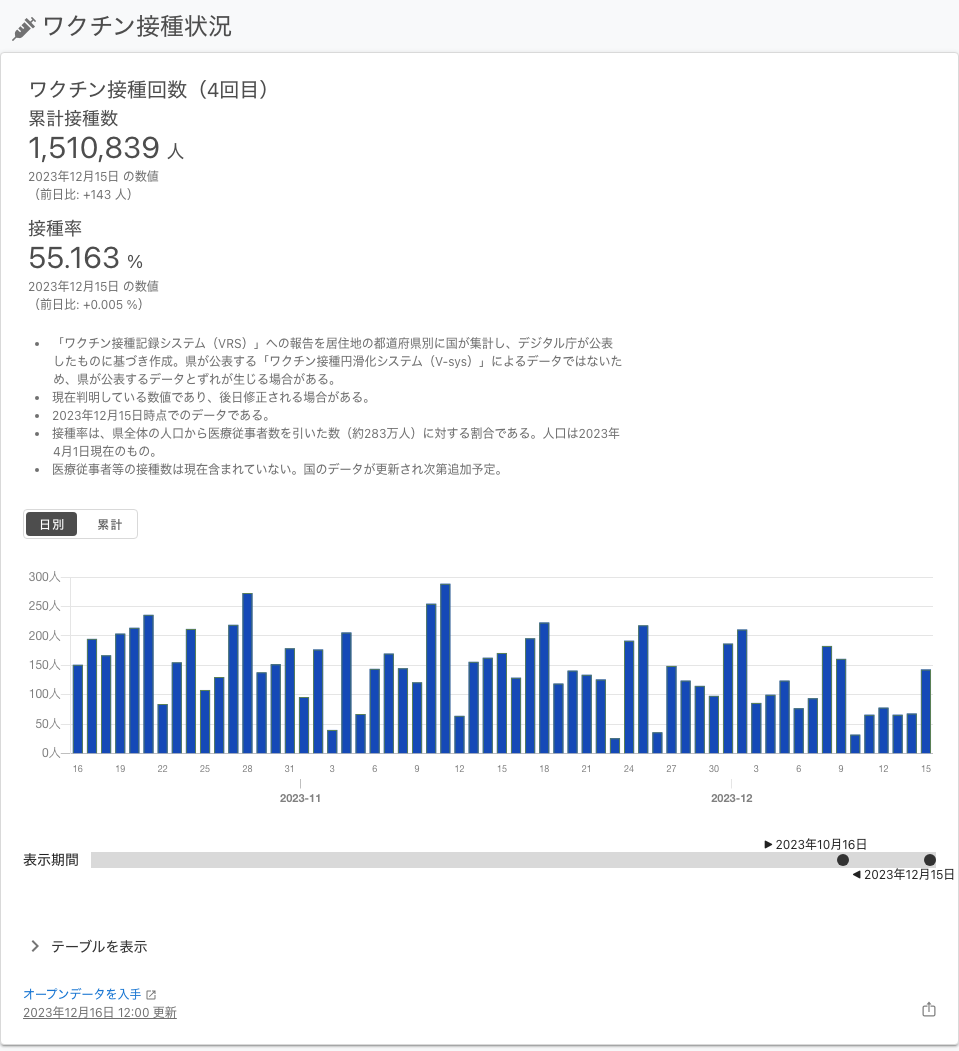 ワクチン接種状況
ワクチン接種回数（4回目）
累計接種数
1,510,839 人
2023年12月15日 の数値
（前日比: +143 人）
接種率
55.163 %
2023年12月15日 の数値
（前日比: +0.005 %）
• 「ワクチン接種記録システム（VRS）」への報告を居住地の都道府県別に国が集計し、デジタル庁が公表
したものに基づき作成。県が公表する「ワクチン接種円滑化システム（V-sys）」によるデータではないた
め、県が公表するデータとずれが生じる場合がある。
• 現在判明している数値であり、後日修正される場合がある。
• 2023年12月15日時点でのデータである。
• 接種率は、県全体の人口から医療従事者数を引いた数（約283万人）に対する割合である。人口は2023年
4月1日現在のもの。
• 医療従事者等の接種数は現在含まれていない。国のデータが更新され次第追加予定。
日別 累計
300人
250人
200人
150人
100人
50人
0人
16 19 22 25 28 31 3 6 9 12 15 18 21 24 27 30 3 6 9 12 15
2023-11 2023-12
▶ 2023年10月16日
表示期間
◀ 2023年12月15日
テーブルを表示
オープンデータを入手
2023年12月16日 12:00 更新